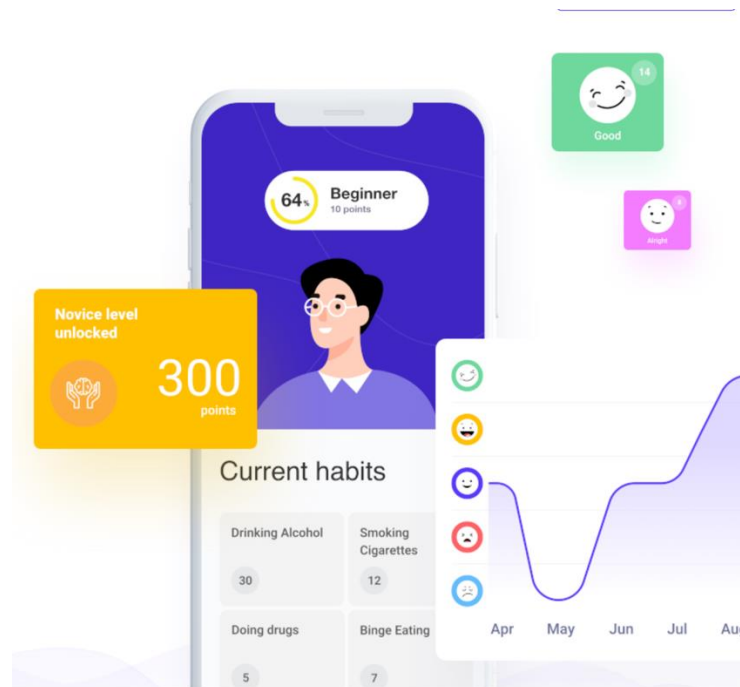 14
Good
64%
Beginner
10 points
Alright
Novice level
unlocked
300
points
Current habits
Drinking Alcohol
30
Smoking
Cigarettes
12
Doing drugs
5
Binge Eating
7
Apr May Jun Jul Aug